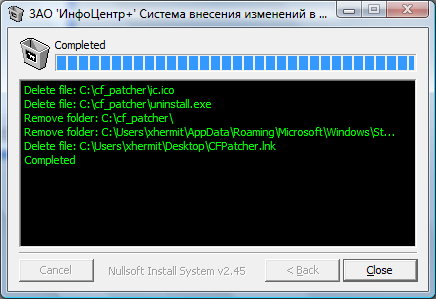 ЗАО 'ИнфоЦентр+' Система внесения изменений в ...
Completed
Delete file: C:\cf_patcher\ic.ico
Delete file: C:\cf_patcher\uninstall.exe
Remove folder: C:\cf_patcher\
Remove folder: C:\Users\xhermit\AppData\Roaming\Microsoft\Windows\St...
Delete file: C:\Users\xhermit\Desktop\CFPatcher.lnk
Completed
Cancel
Nullsoft Install System v2.45
< Back
Close